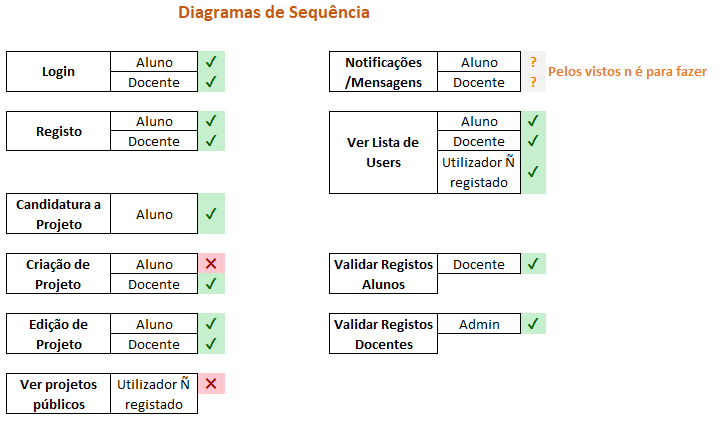 Diagramas de Sequência
Login
Aluno ✓
Docente ✓
Registo
Aluno ✓
Docente ✓
Candidatura a
Projeto
Aluno ✓
Criação de
Projeto
Aluno ✕
Docente ✓
Edição de
Projeto
Aluno ✓
Docente ✓
Ver projetos
públicos
Utilizador Ñ
registado
✕
Notificações
/Mensagens
Aluno ?
Docente ?
Pelos vistos n é para fazer
Ver Lista de
Users
Aluno ✓
Docente ✓
Utilizador Ñ
registado
✓
Validar Registos
Alunos
Docente ✓
Validar Registos
Docentes
Admin ✓